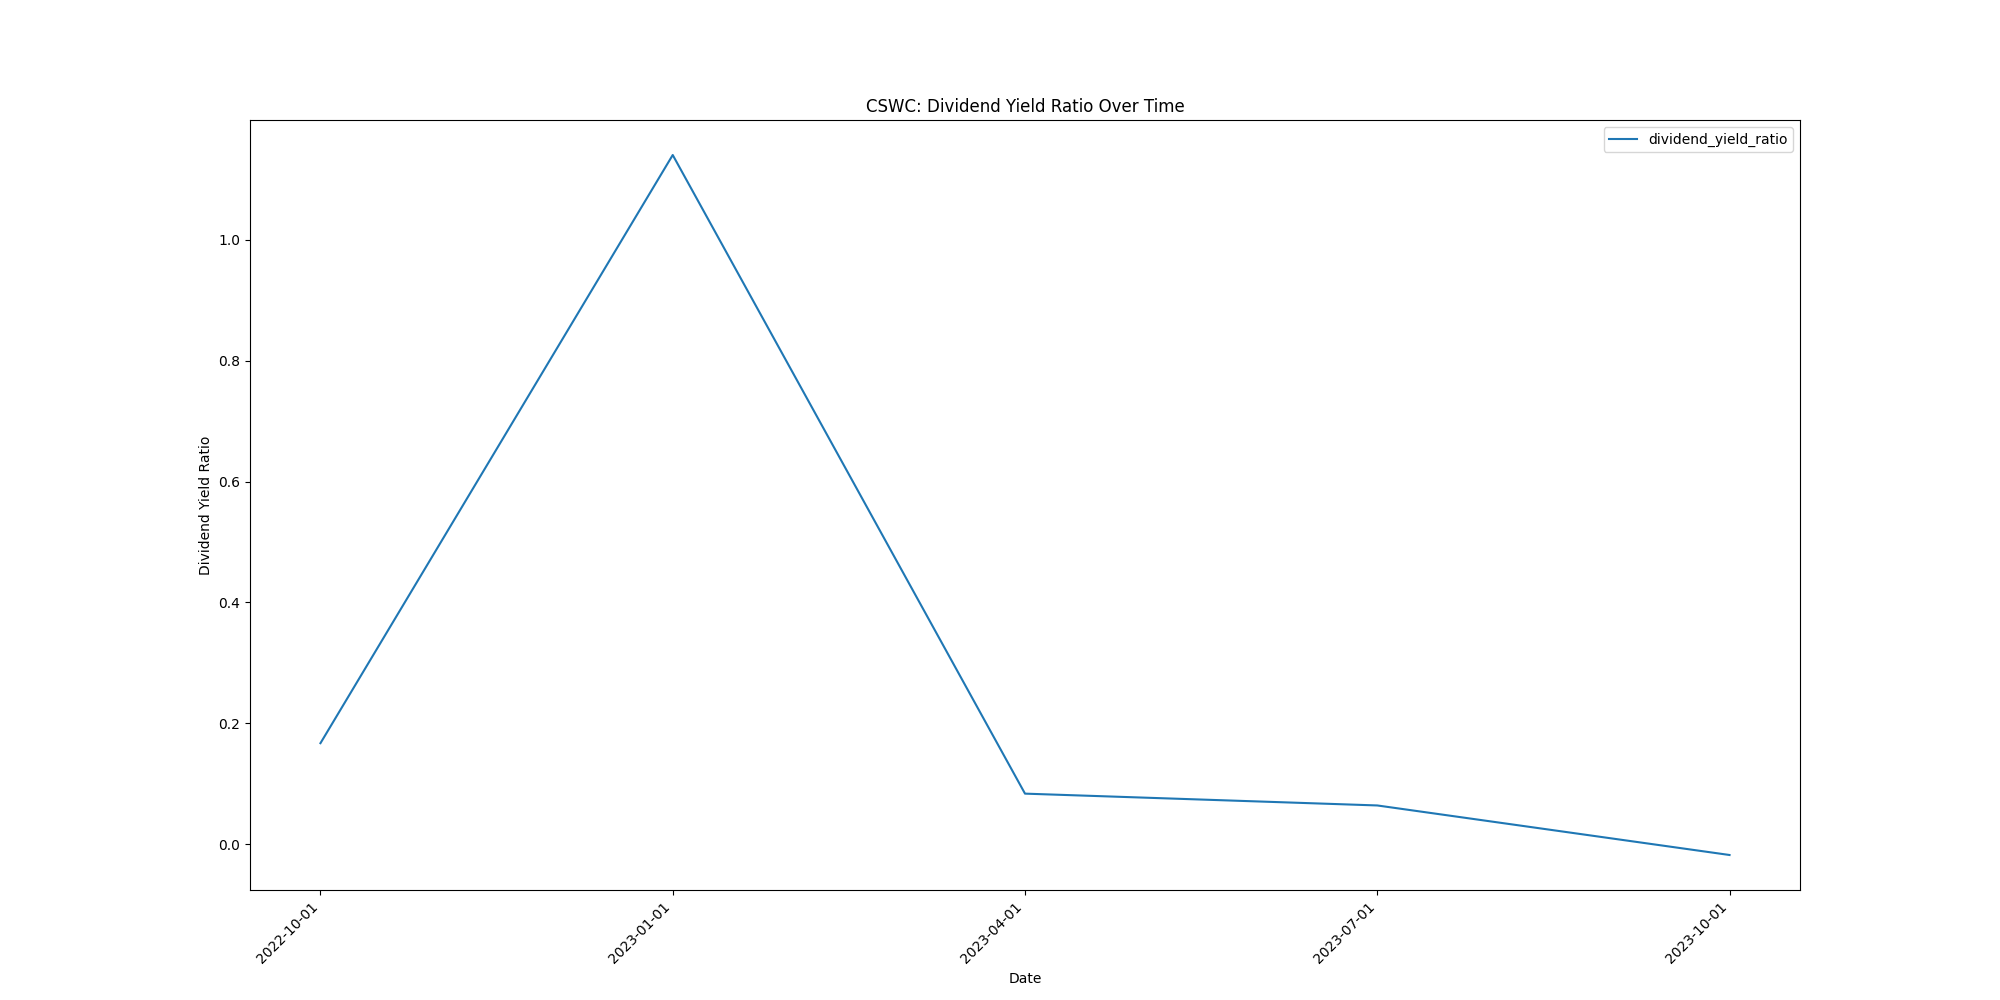 CSWC: Dividend Yield Ratio Over Time
dividend_yield_ratio
Dividend Yield Ratio
1.0
0.8
0.6
0.4
0.2
0.0
2022-10-01
2023-01-01
2023-04-01
2023-07-01
2023-10-01
Date